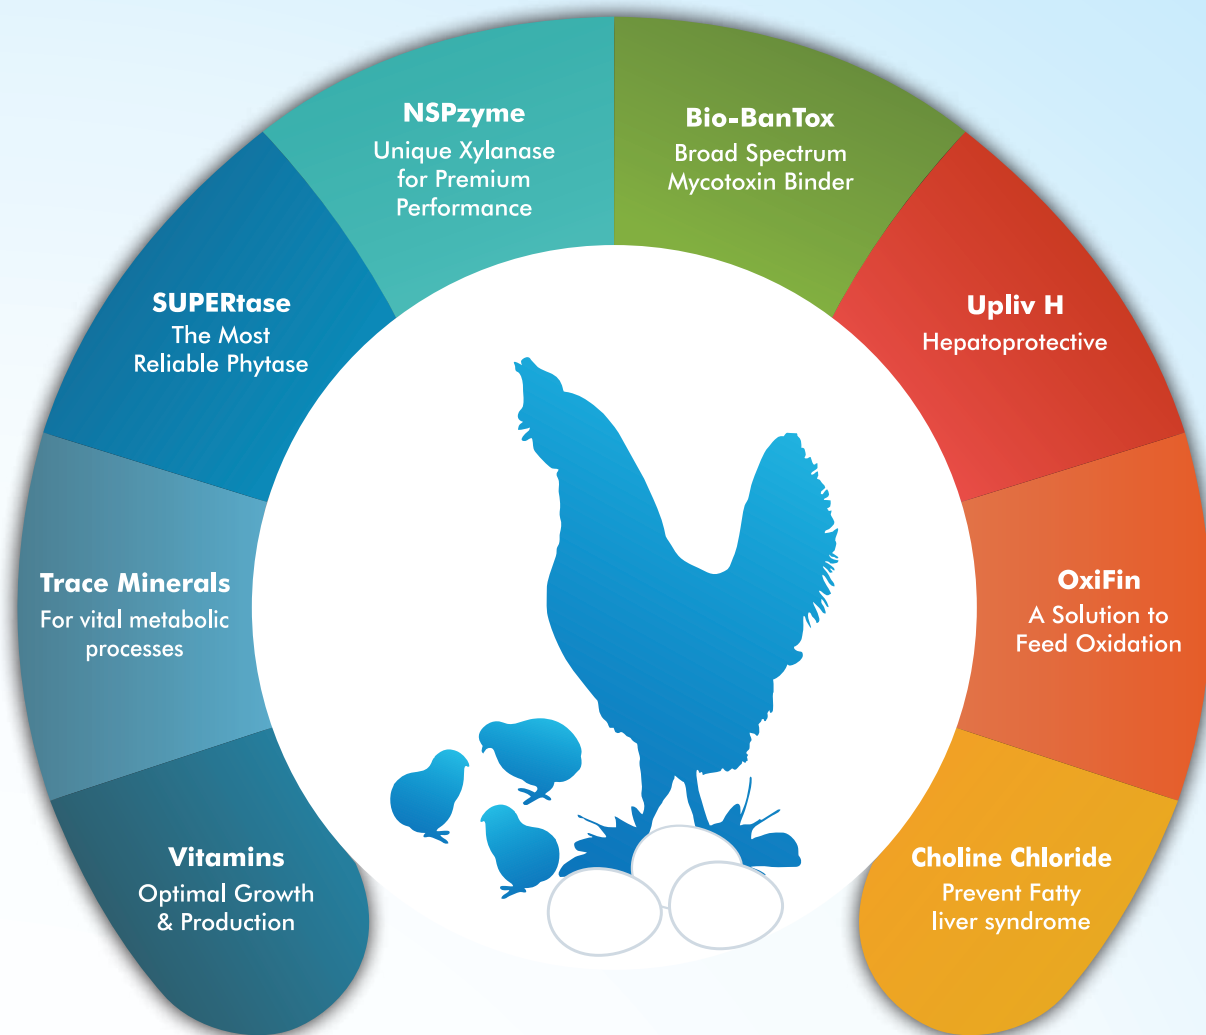 NSPzyme
Unique Xylanase
for Premium
Performance
Bio-BanTox
Broad Spectrum
Mycotoxin Binder
SUPERtase
The Most
Reliable Phytase
Upliv H
Hepatoprotective
Trace Minerals
For vital metabolic
processes
OxiFin
A Solution to
Feed Oxidation
Vitamins
Optimal Growth
& Production
Choline Chloride
Prevent Fatty
liver syndrome